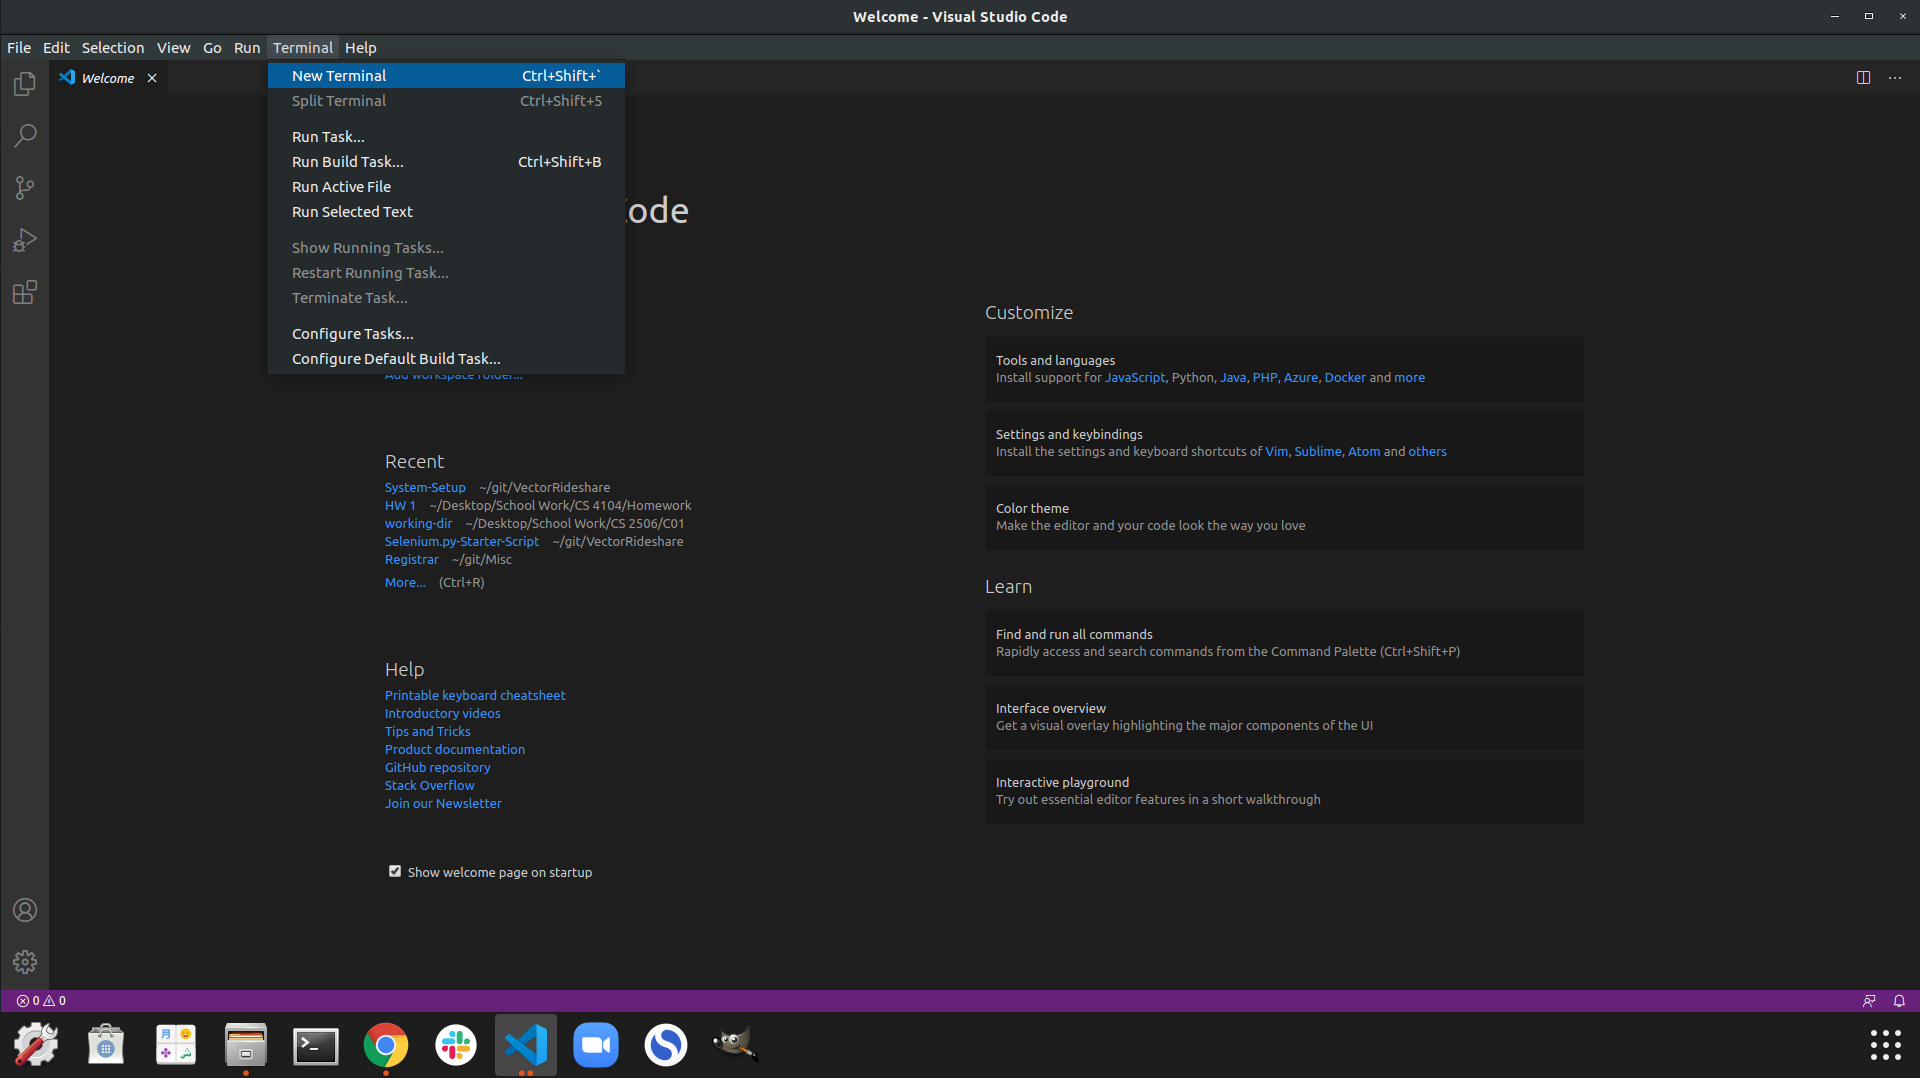 Welcome - Visual Studio Code
File Edit Selection View Go Run Terminal Help
Welcome
New Terminal Ctrl+Shift+`
Split Terminal Ctrl+Shift+5
Run Task...
Run Build Task... Ctrl+Shift+B
Run Active File
Run Selected Text
Show Running Tasks...
Restart Running Task...
Terminate Task...
Configure Tasks...
Configure Default Build Task...
ode
Add workspace folder...
Recent
System-Setup ~/git/VectorRideshare
HW 1 ~/Desktop/School Work/CS 4104/Homework
working-dir ~/Desktop/School Work/CS 2506/C01
Selenium.py-Starter-Script ~/git/VectorRideshare
Registrar ~/git/Misc
More... (Ctrl+R)
Help
Printable keyboard cheatsheet
Introductory videos
Tips and Tricks
Product documentation
GitHub repository
Stack Overflow
Join our Newsletter
Show welcome page on startup
Customize
Tools and languages
Install support for JavaScript, Python, Java, PHP, Azure, Docker and more
Settings and keybindings
Install the settings and keyboard shortcuts of Vim, Sublime, Atom and others
Color theme
Make the editor and your code look the way you love
Learn
Find and run all commands
Rapidly access and search commands from the Command Palette (Ctrl+Shift+P)
Interface overview
Get a visual overlay highlighting the major components of the UI
Interactive playground
Try out essential editor features in a short walkthrough
0 0